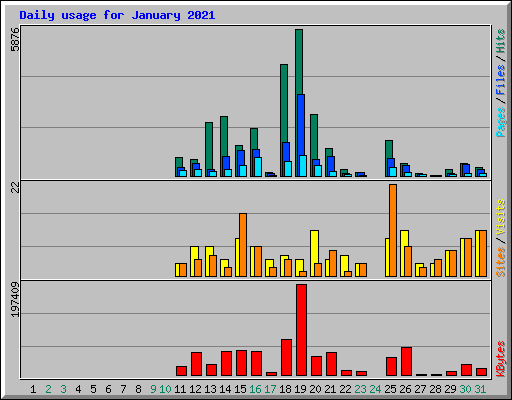 Daily usage for January 2021
5876
Pages / Files / Hits
22
Sites / Visits
197409
KBytes
1 2 3 4 5 6 7 8 9 10 11 12 13 14 15 16 17 18 19 20 21 22 23 24 25 26 27 28 29 30 31